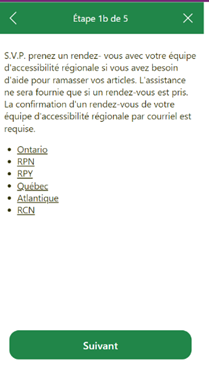 Étape 1b de 5
S.V.P. prenez un rendez- vous avec votre équipe
d'accessibilité régionale si vous avez besoin
d'aide pour ramasser vos articles. L'assistance
ne sera fournie que si un rendez-vous est pris.
La confirmation d'un rendez-vous de votre
équipe d'accessibilité régionale par courriel est
requise.
• Ontario
• RPN
• RPY
• Québec
• Atlantique
• RCN
Suivant